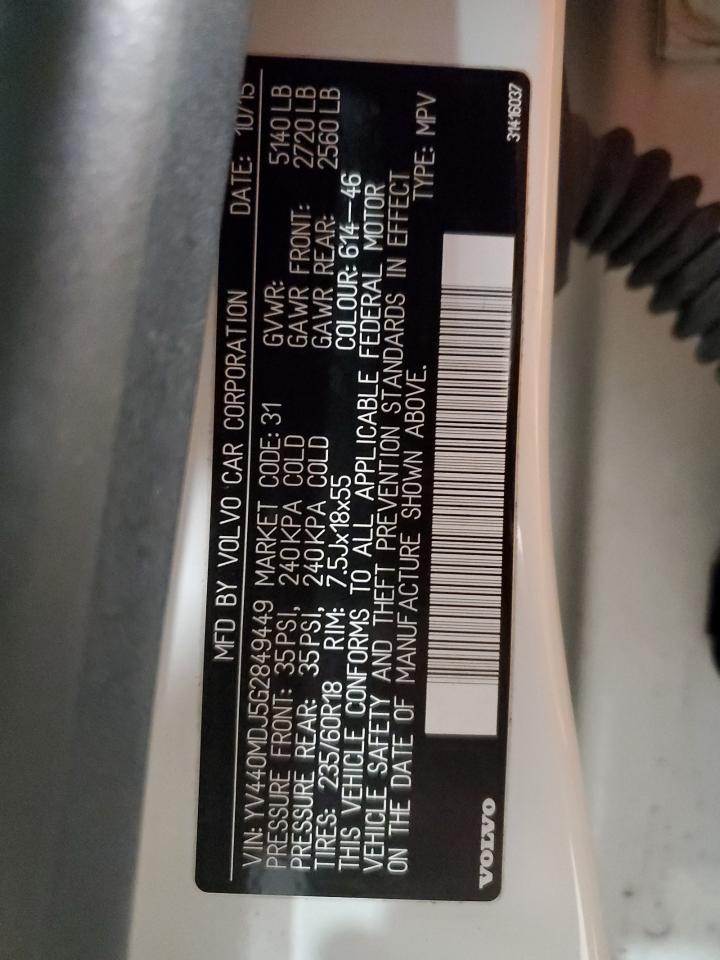 MFD BY VOLVO CAR CORPORATION DATE: 10/15
VIN: YV440MDJ5G2849449 MARKET CODE: 31 GVWR: 5140 LB
PRESSURE FRONT: 35PSI, 240KPA COLD GAWR FRONT: 2720 LB
PRESSURE REAR: 35PSI, 240KPA COLD GAWR REAR: 2560 LB
TIRES: 235/60R18 RIM: 7.5Jx18x55 COLOUR: 614—46
THIS VEHICLE CONFORMS TO ALL APPLICABLE FEDERAL MOTOR
VEHICLE SAFETY AND THEFT PREVENTION STANDARDS IN EFFECT
ON THE DATE OF MANUFACTURE SHOWN ABOVE. TYPE: MPV
VOLVO
31416037